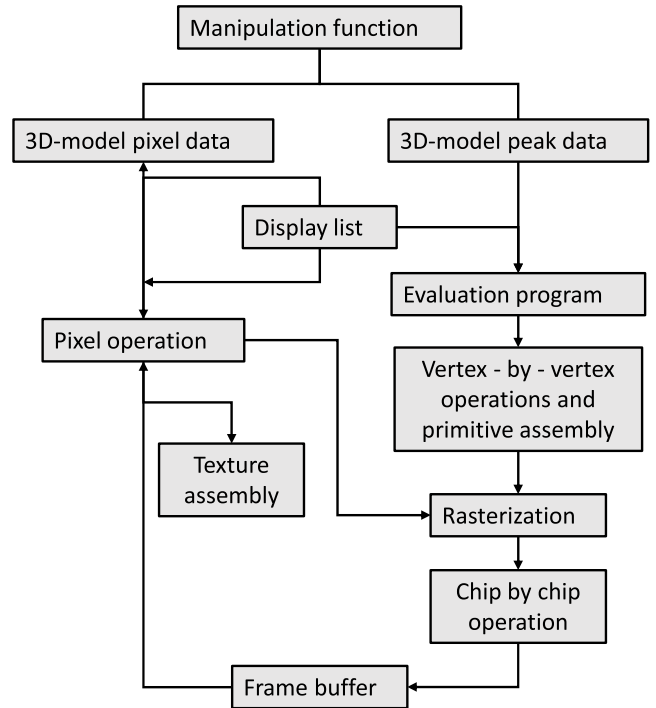 Manipulation function
3D-model pixel data
3D-model peak data
Display list
Evaluation program
Pixel operation
Vertex - by - vertex
operations and
primitive assembly
Texture
assembly
Rasterization
Chip by chip
operation
Frame buffer